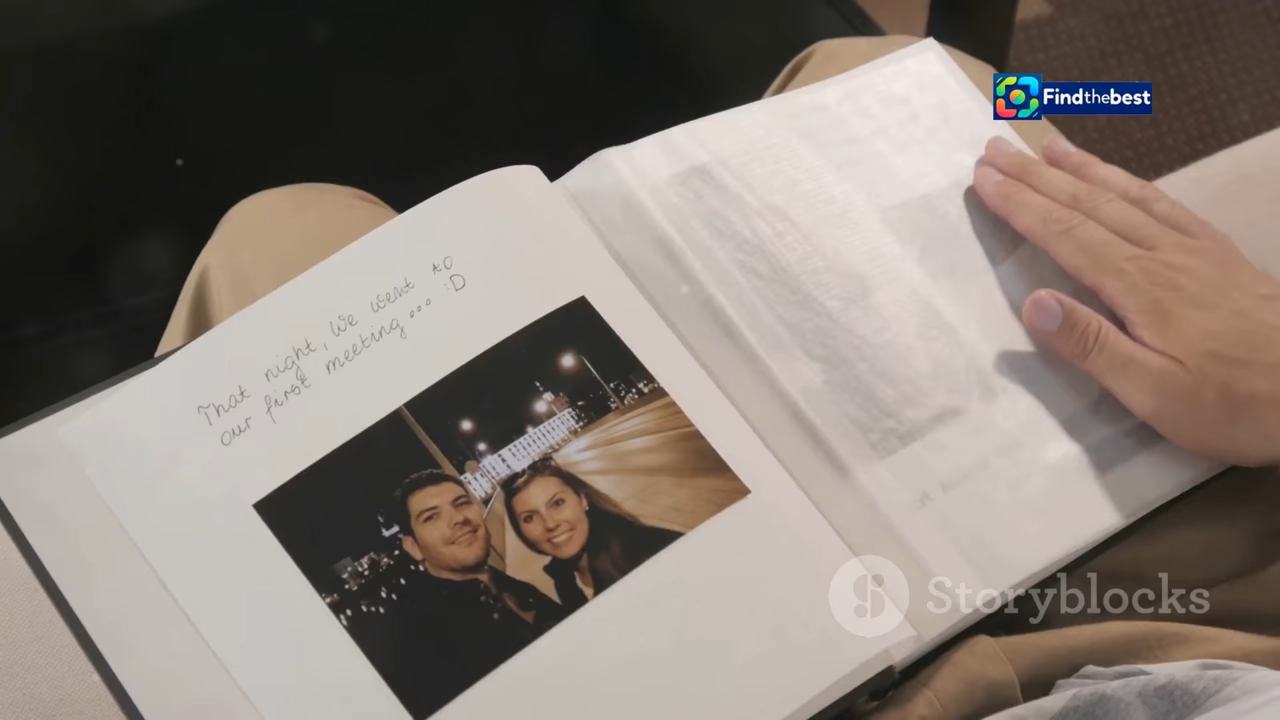 Findthebest
That night, We went to
our first meeting... :D
Storyblocks